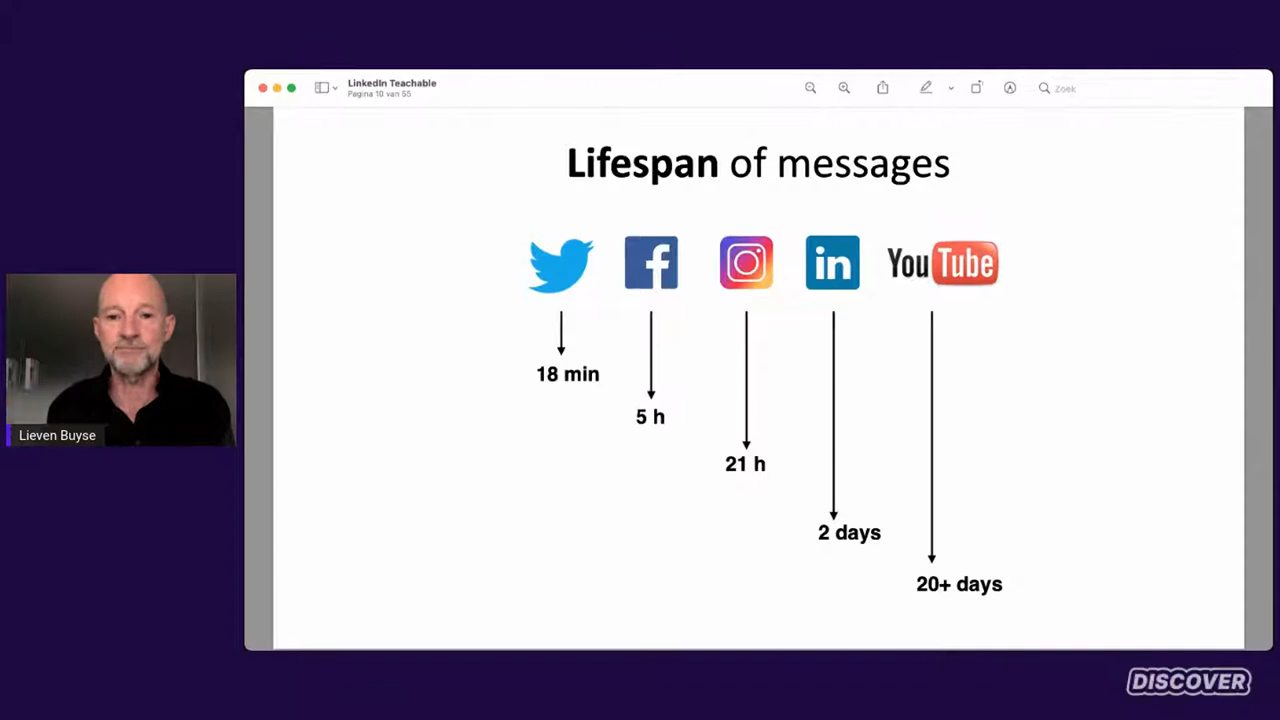 LinkedIn Teachable
Pagina 10 van 55
Zoek
Lifespan of messages
f
in
YouTube
18 min
5 h
21 h
2 days
20+ days
Lieven Buyse
DISCOVER